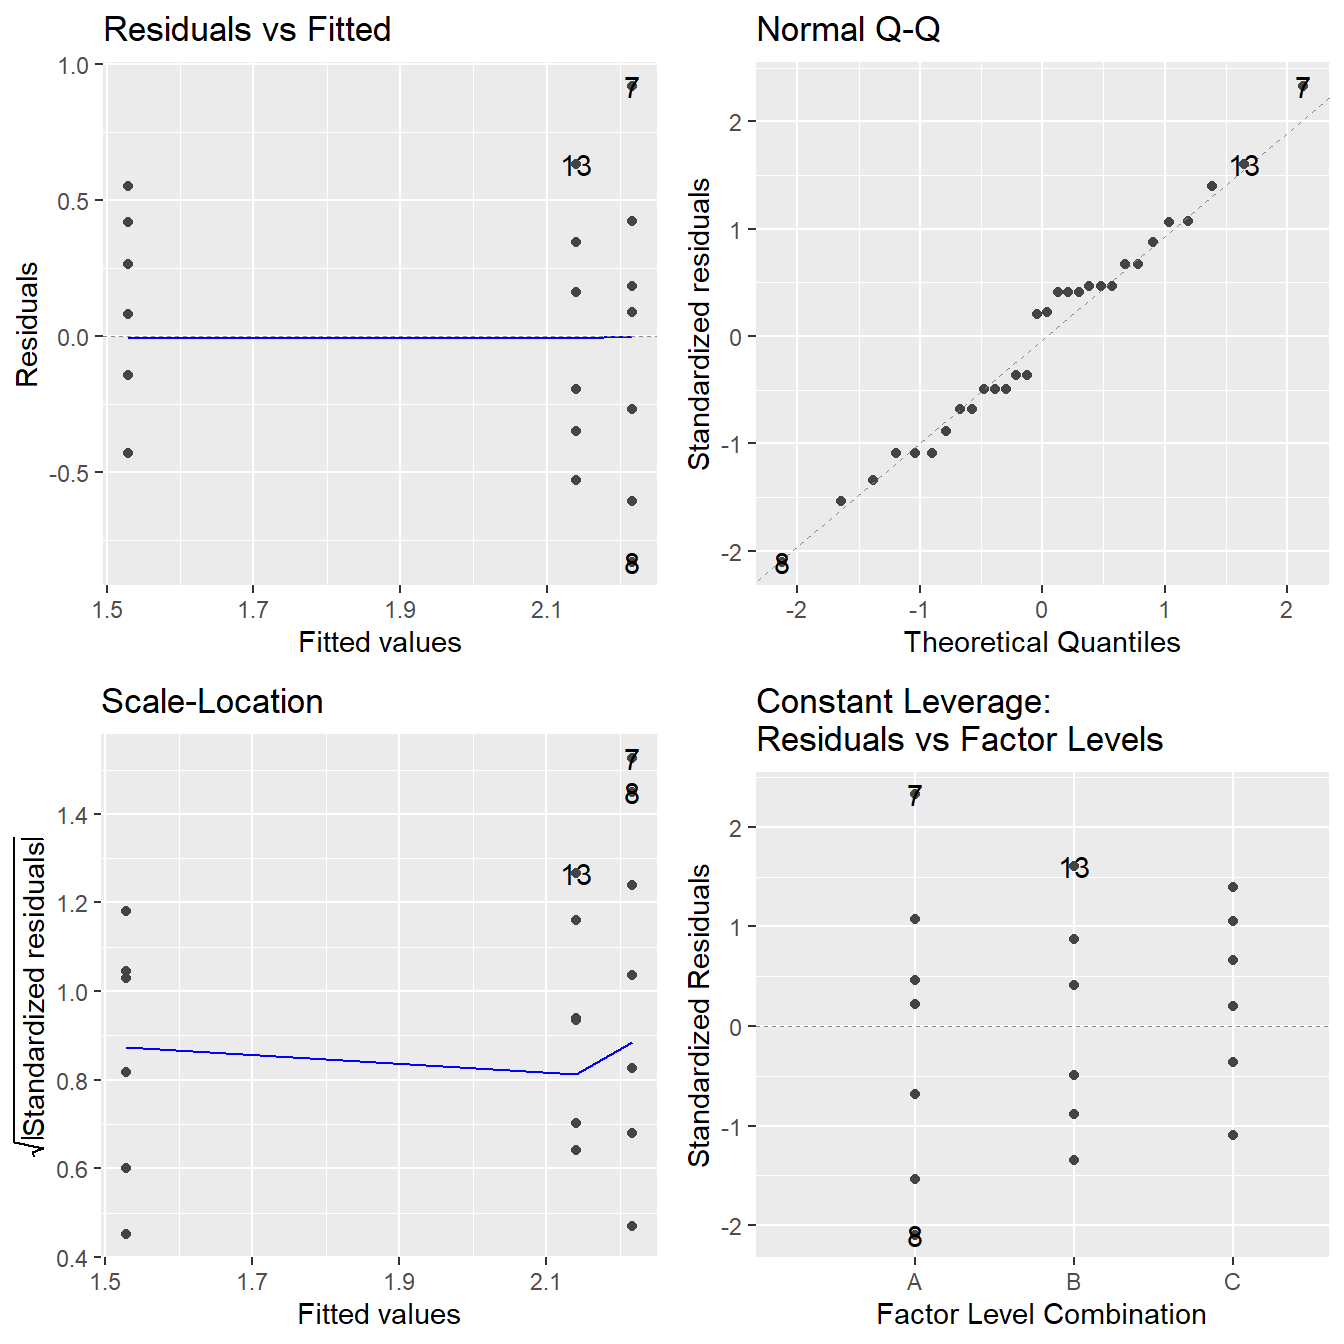 Residuals vs Fitted
1.0
0.5
0.0
-0.5
Residuals
7
13
8
1.5 1.7 1.9 2.1
Fitted values
Normal Q-Q
2
1
0
-1
-2
Standardized residuals
7
13
8
-2 -1 0 1 2
Theoretical Quantiles
Scale-Location
1.4
1.2
1.0
0.8
0.6
0.4
√|Standardized residuals|
7
8
13
1.5 1.7 1.9 2.1
Fitted values
Constant Leverage:
Residuals vs Factor Levels
2
1
0
-1
-2
Standardized Residuals
7
13
8
A B C
Factor Level Combination